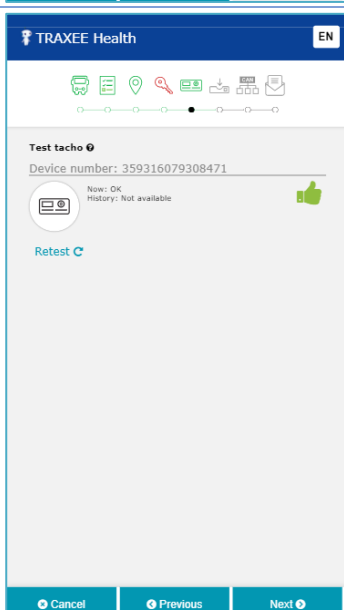 TRAXEE Health
EN
CAN
Test tacho
Device number: 359316079308471
Now: OK
History: Not available
Retest
Cancel
Previous
Next